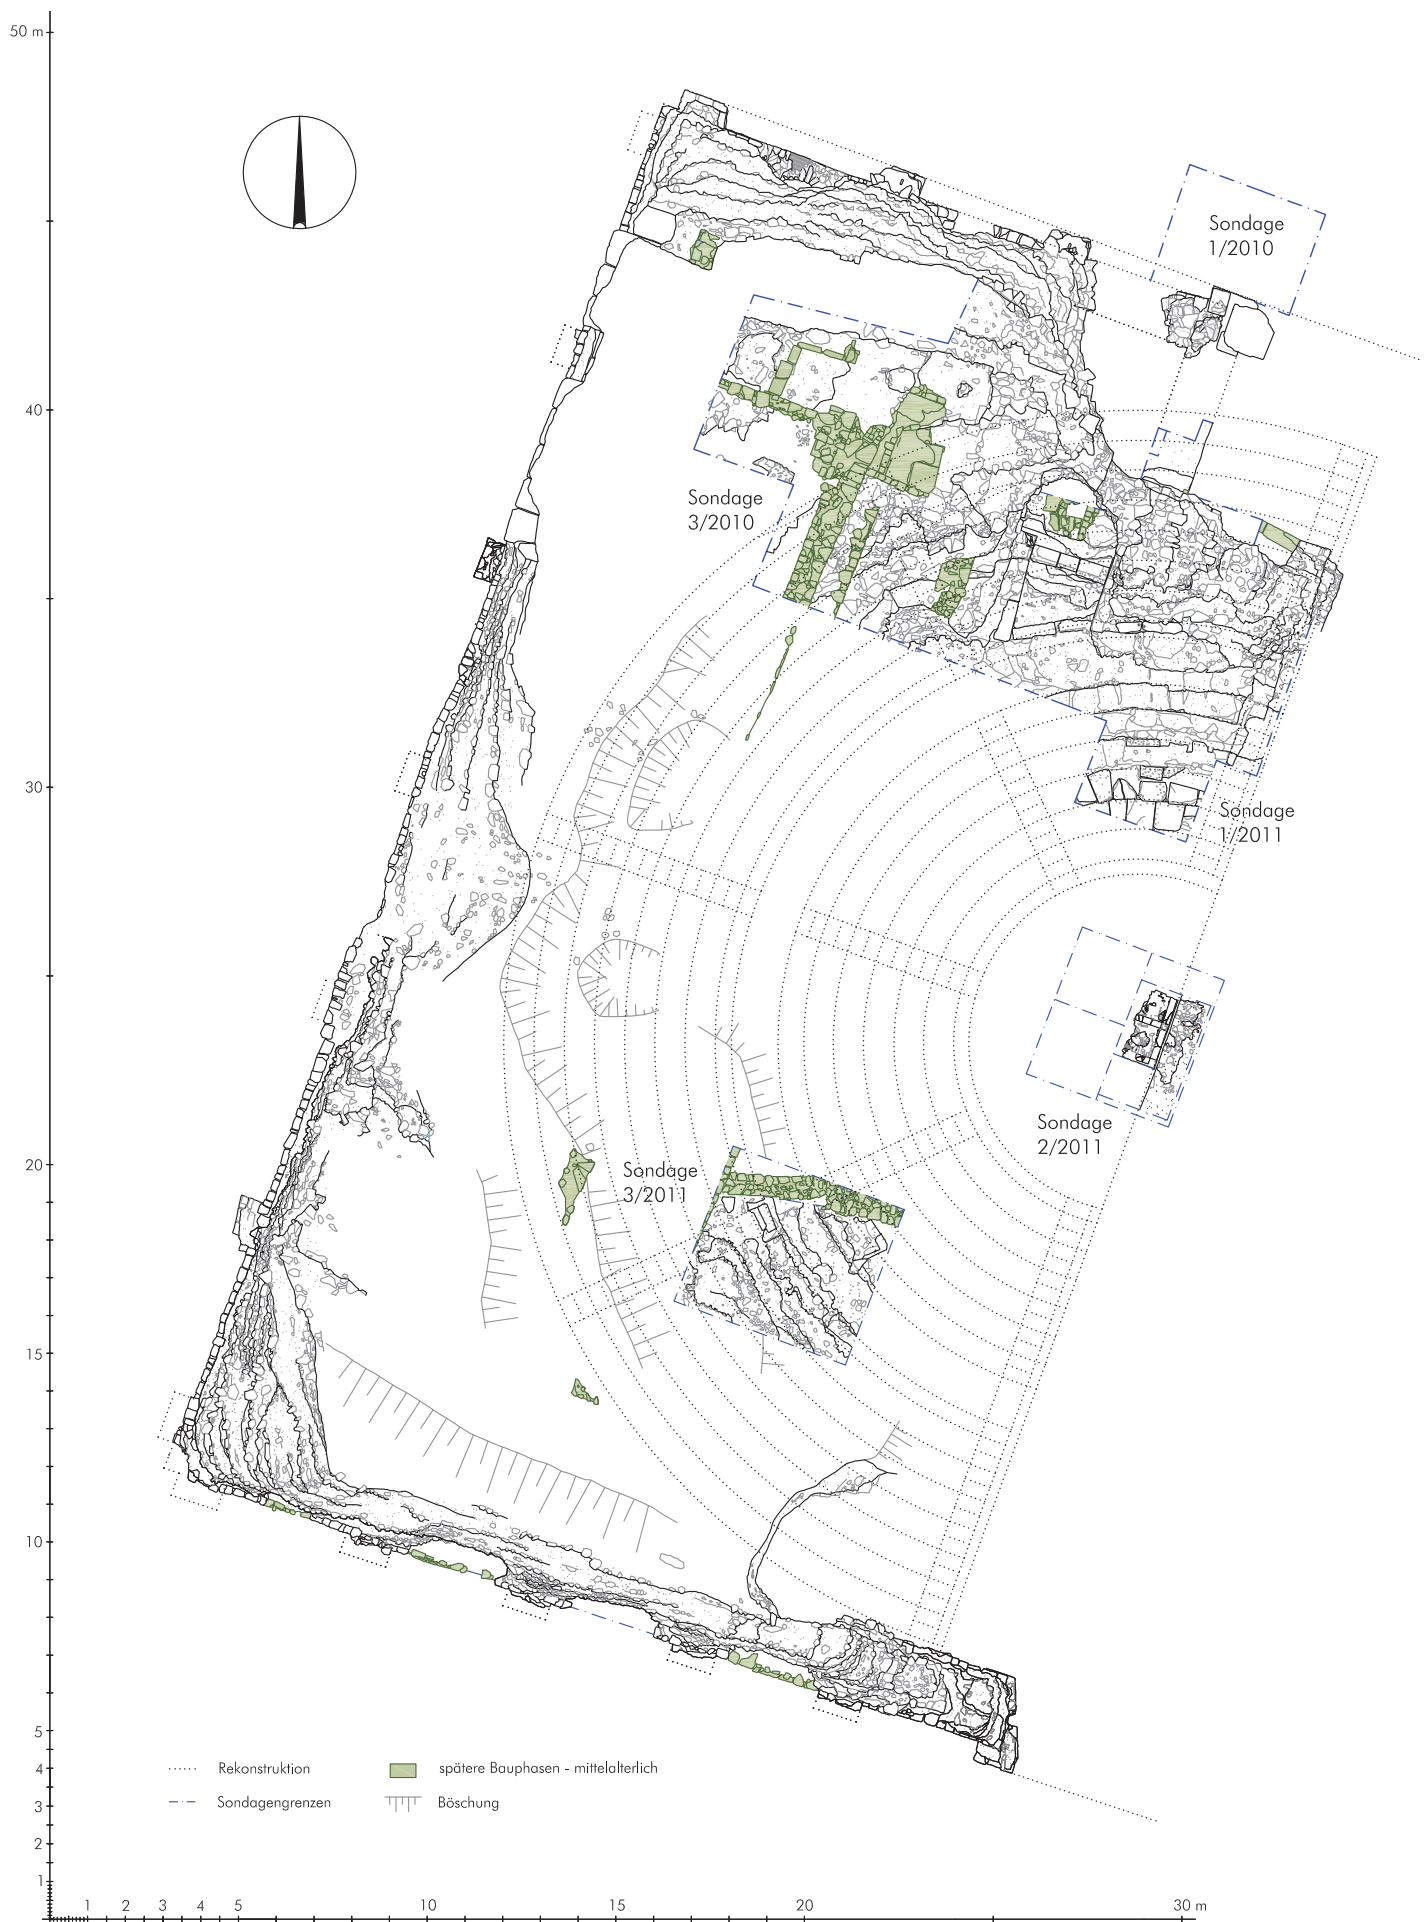 50 m
Sondage
1/2010
40
Sondage
3/2010
30
Sondage
1/2011
Sondage
2/2011
20
Sondage
3/2011
15
10
5
4
3
2
1
Rekonstruktion
spätere Bauphasen - mittelalterlich
Sondagengrenzen
Böschung
1 2 3 4 5 10 15 20 30 m